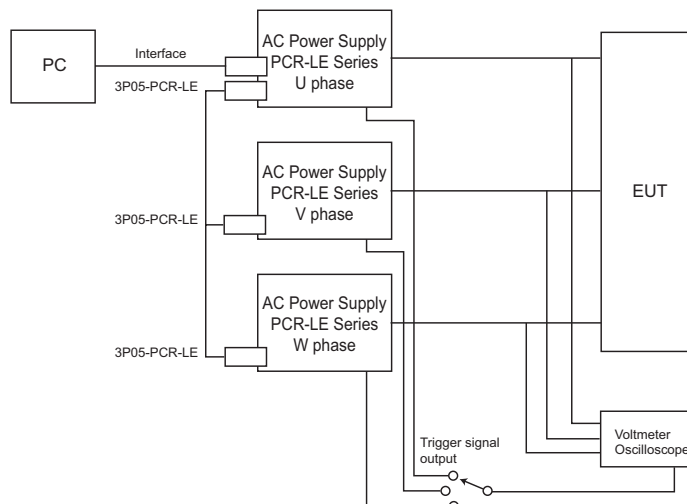 PC
Interface
3P05-PCR-LE
AC Power Supply
PCR-LE Series
U phase
3P05-PCR-LE
AC Power Supply
PCR-LE Series
V phase
EUT
3P05-PCR-LE
AC Power Supply
PCR-LE Series
W phase
Trigger signal
output
Voltmeter
Oscilloscope